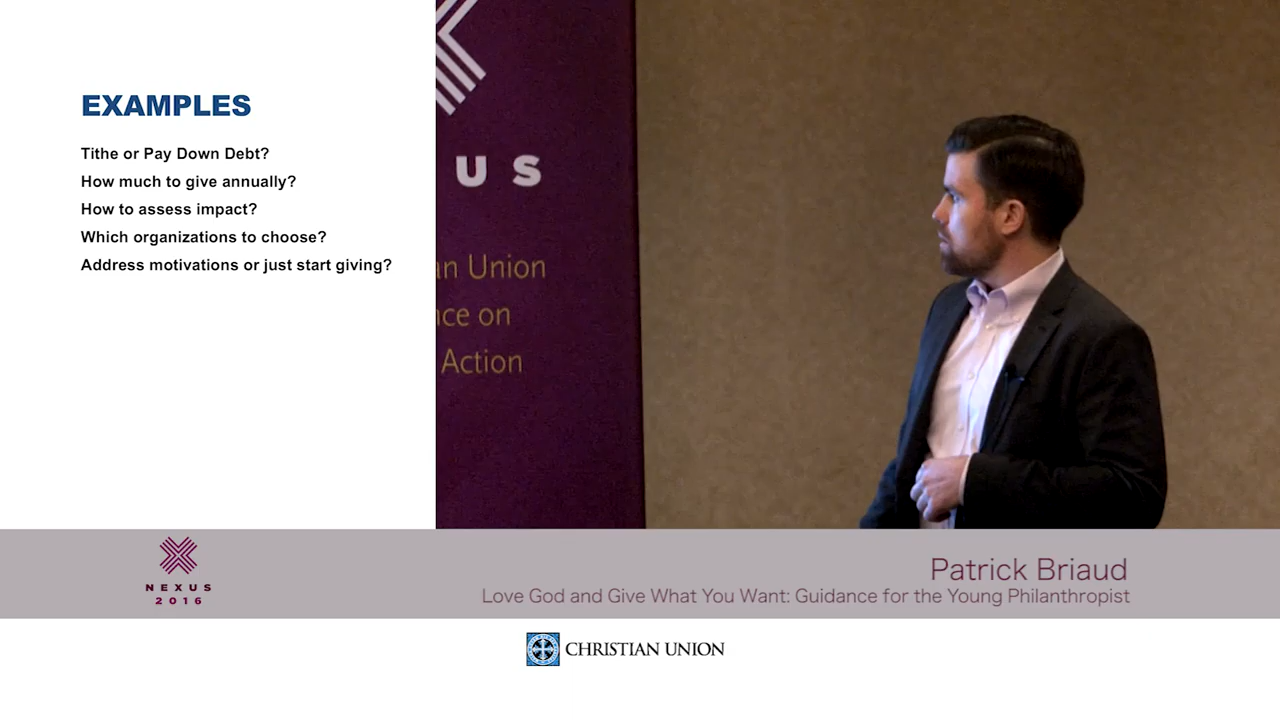 EXAMPLES
Tithe or Pay Down Debt?
How much to give annually?
How to assess impact?
Which organizations to choose?
Address motivations or just start giving?
US
an Union
nce on
Action
NEXUS
2016
Patrick Briaud
Love God and Give What You Want: Guidance for the Young Philanthropist
CHRISTIAN UNION